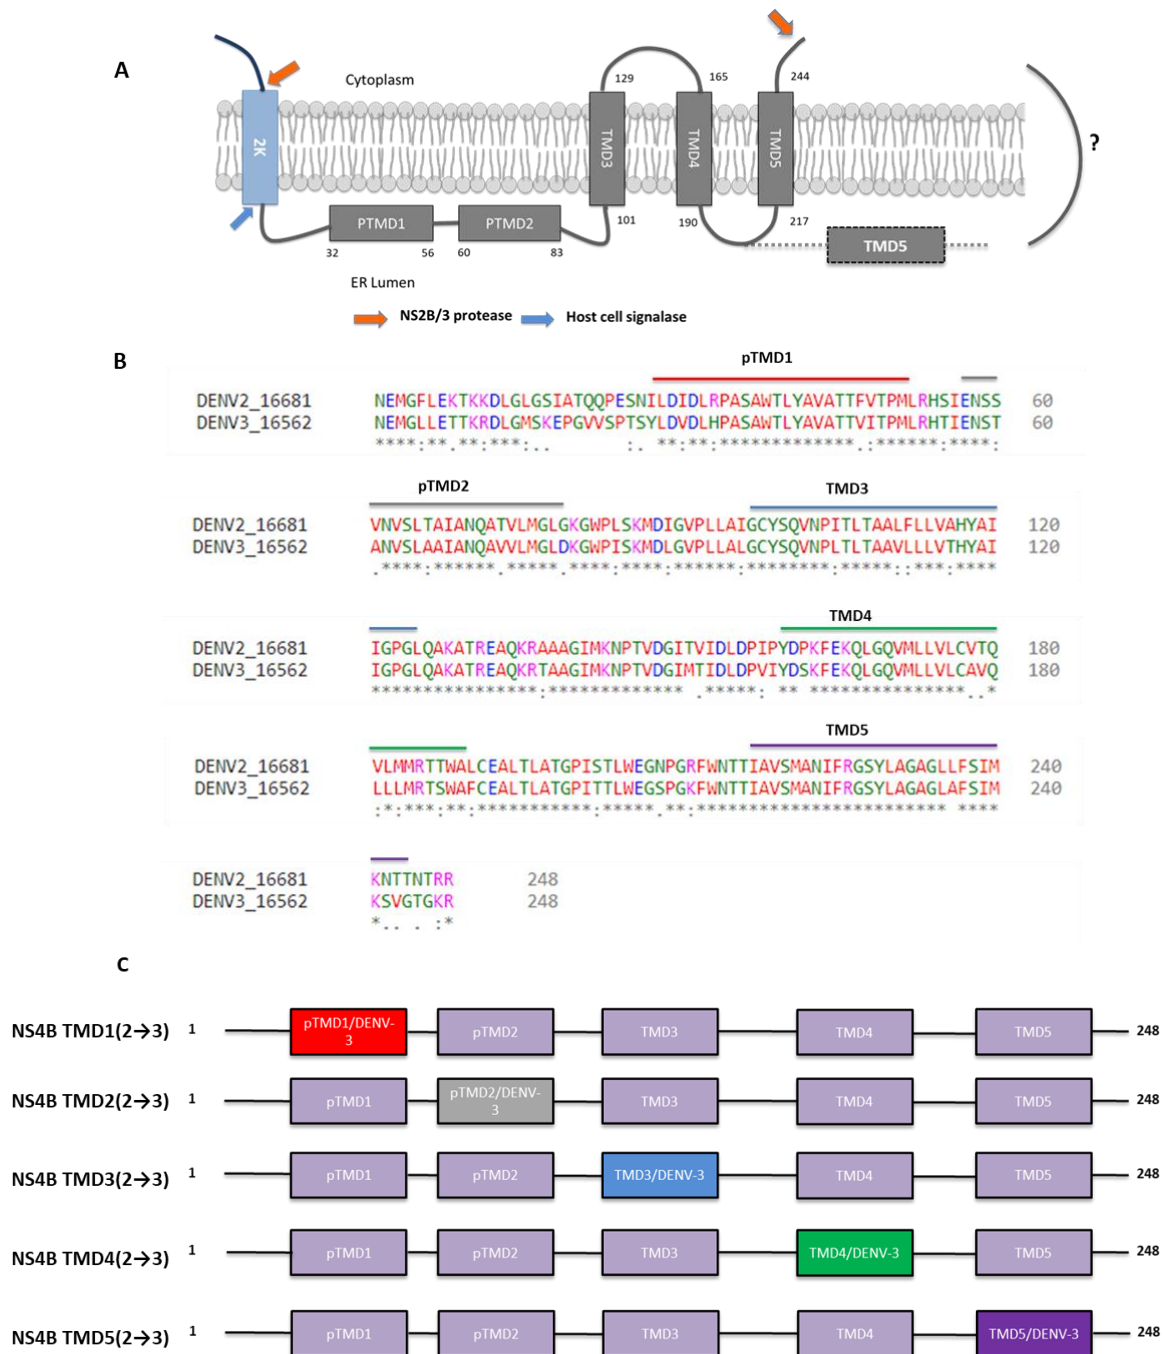 A
Cytoplasm
129
165
244
2K
TMD3
TMD4
TMD5
?
PTMD1
PTMD2
101
190
217
TMD5
32
56
60
83
ER Lumen
NS2B/3 protease
Host cell signalase
B
pTMD1
DENV2_16681 NEMGFLEKTKKDLGLGSIATQQPESNILDIDLRPASAWTLYAVATTFVTPMLRHSIENSS 60
DENV3_16562 NEMGLLETTKRDLGMSKEPGVVSPTSYLDVDLHPASAWTLYAVATTVITPMLRHTIENST 60
****:**.**:***:.. :. **:**:*************.:******:*****:
pTMD2
TMD3
DENV2_16681 VNVSLTAIANQATVLMGLGKGWPLSKMDIGVPLLAIGCYSQVNPITLTAALFLLVAHYAI 120
DENV3_16562 ANVSLAAIANQAVVLMGLDKGWPISKMDLGVPLLALGCYSQVNPLTLTAAVLLLVTHYAI 120
.****:******.*****.****:****:******:********:*****::***:****
DENV2_16681 IGPGLQAKATREAQKRAAAGIMKNPTVDGITVIDLDPIPYDPKFEKQLGQVMLLVLCVTQ 180
DENV3_16562 IGPGLQAKATREAQKRTAAGIMKNPTVDGIMTIDLDPVIYDSKFEKQLGQVMLLVLCAVQ 180
****************:************* .*****: ** ***************..*
TMD4
TMD5
DENV2_16681 VLMMRTTWALCEALTLATGPISTLWEGNPGRFWNTTIAVSMANIFRGSYLAGAGLLFSIM 240
DENV3_16562 LLLMRTSWAFCEALTLATGPITTLWEGSPGKFWNTTIAVSMANIFRGSYLAGAGLAFSIM 240
:*:***:**:***********:*****.**:************************ ****
DENV2_16681 KNTTNTRR 248
DENV3_16562 KSVGTGKR 248
*.. . :*
C
NS4B TMD1(2→3) 1 pTMD1/DENV-3 pTMD2 TMD3 TMD4 TMD5 248
NS4B TMD2(2→3) 1 pTMD1 pTMD2/DENV-3 TMD3 TMD4 TMD5 248
NS4B TMD3(2→3) 1 pTMD1 pTMD2 TMD3/DENV-3 TMD4 TMD5 248
NS4B TMD4(2→3) 1 pTMD1 pTMD2 TMD3 TMD4/DENV-3 TMD5 248
NS4B TMD5(2→3) 1 pTMD1 pTMD2 TMD3 TMD4 TMD5/DENV-3 248